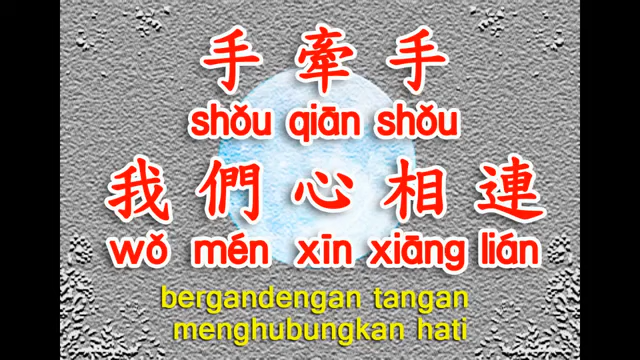 手牽手
shǒu qiān shǒu
我們心相連
wǒ mén xīn xiāng lián
bergandengan tangan
menghubungkan hati